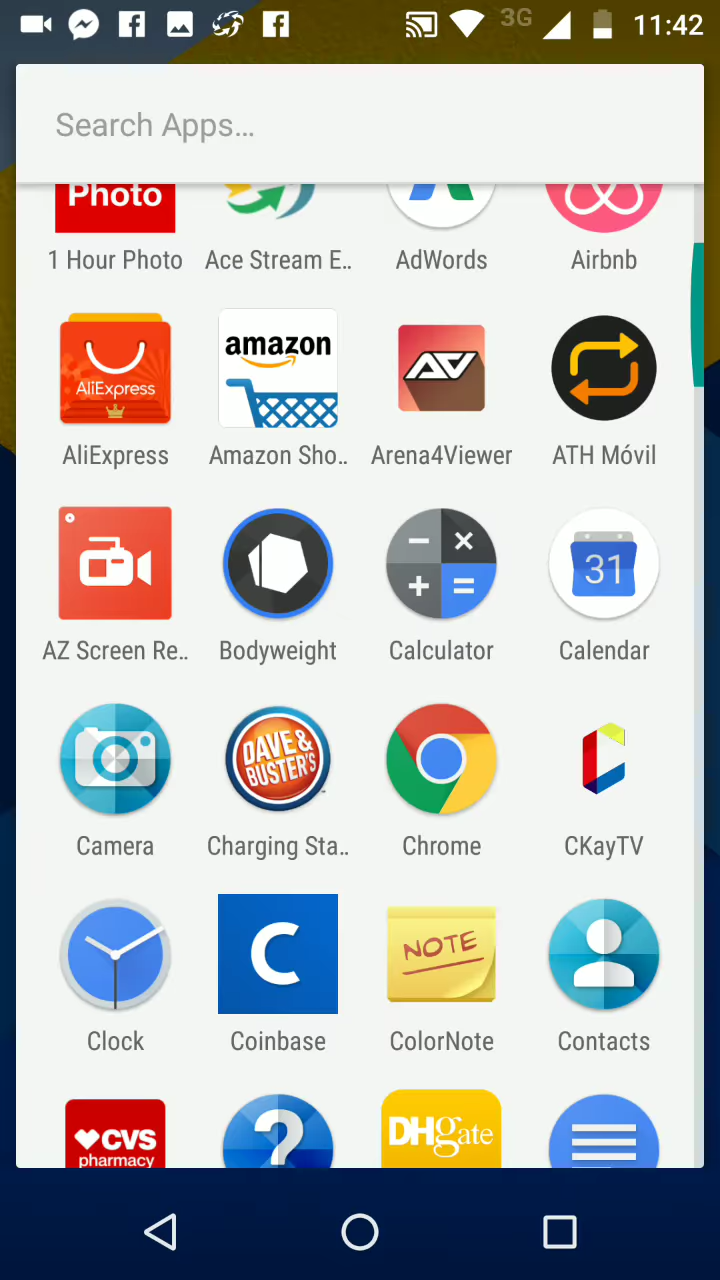 3G 11:42
Search Apps...
Photo
1 Hour Photo Ace Stream E.. AdWords Airbnb
AliExpress amazon
AliExpress Amazon Sho.. Arena4Viewer ATH Móvil
31
AZ Screen Re.. Bodyweight Calculator Calendar
DAVE &
BUSTER'S
Camera Charging Sta.. Chrome CKayTV
C NOTE
Clock Coinbase ColorNote Contacts
CVS ? DHgate
pharmacy